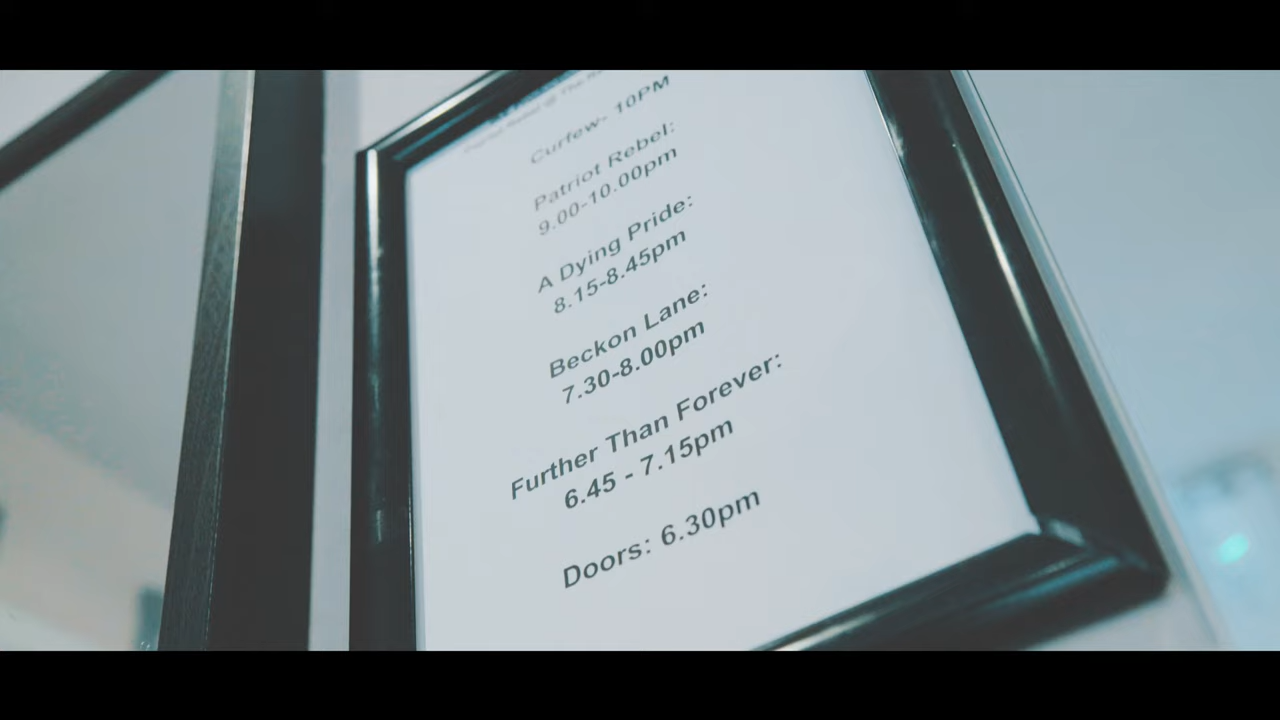 Curfew- 10PM
Patriot Rebel:
9.00-10.00pm
A Dying Pride:
8.15-8.45pm
Beckon Lane:
7.30-8.00pm
Further Than Forever:
6.45 - 7.15pm
Doors: 6.30pm